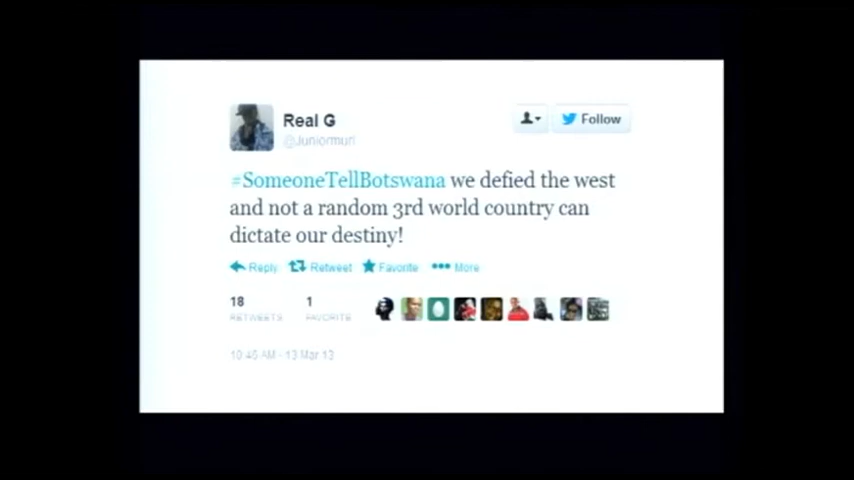 Real G
Follow
@Juniormuri
#SomeoneTellBotswana we defied the west
and not a random 3rd world country can
dictate our destiny!
Reply Retweet Favorite More
18 1
RETWEETS FAVORITE
10:45 AM - 13 Mar 13